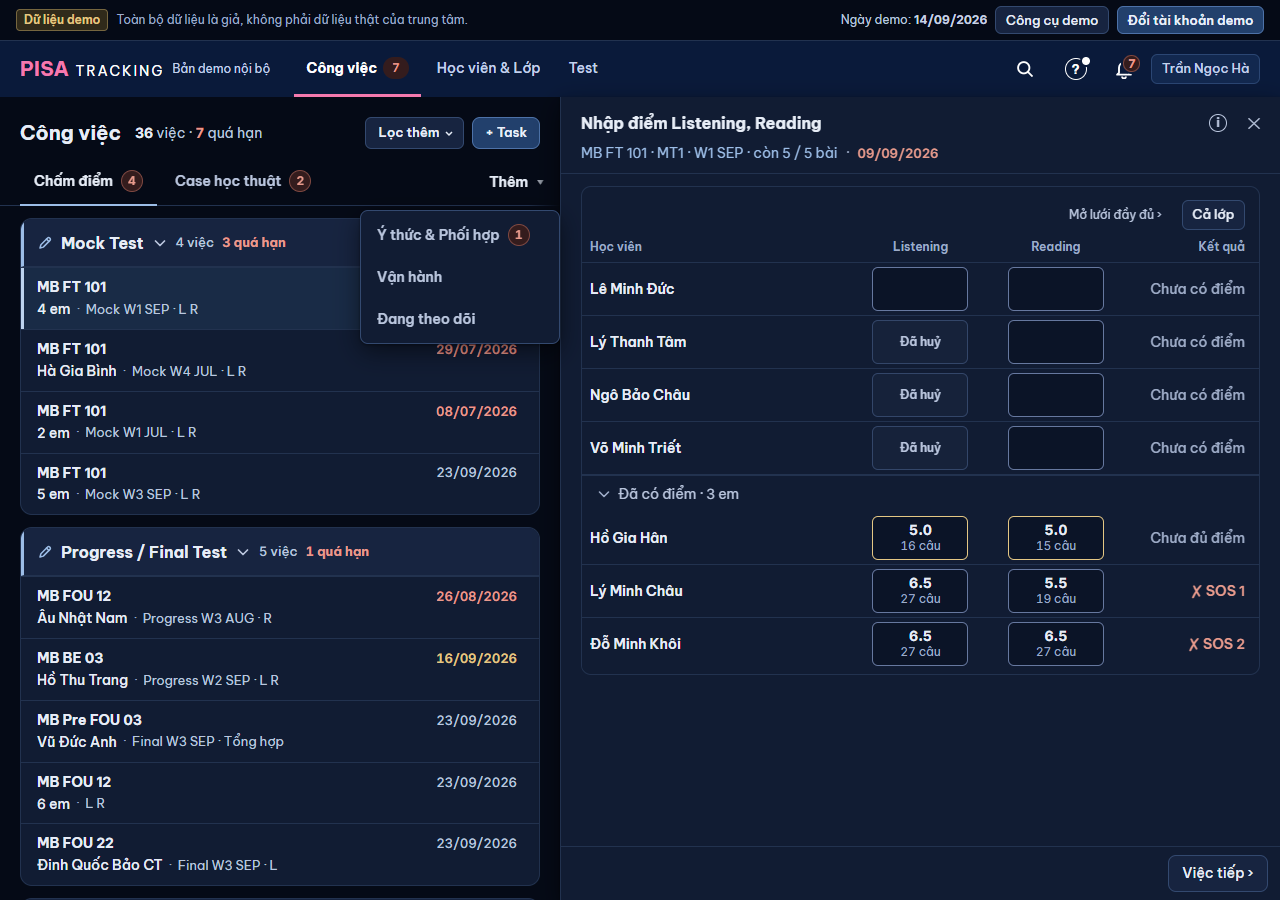 Dữ liệu demo Toàn bộ dữ liệu là giả, không phải dữ liệu thật của trung tâm. Ngày demo: 14/09/2026 Công cụ demo Đổi tài khoản demo
PISA TRACKING Bản demo nội bộ Công việc 7 Học viên & Lớp Test ? 7 Trần Ngọc Hà
Công việc 36 việc · 7 quá hạn Lọc thêm + Task
Chấm điểm 4 Case học thuật 2 Thêm
Ý thức & Phối hợp 1
Vận hành
Đang theo dõi
Mock Test 4 việc 3 quá hạn
MB FT 101
4 em · Mock W1 SEP · L R
MB FT 101 29/07/2026
Hà Gia Bình · Mock W4 JUL · L R
MB FT 101 08/07/2026
2 em · Mock W1 JUL · L R
MB FT 101 23/09/2026
5 em · Mock W3 SEP · L R
Progress / Final Test 5 việc 1 quá hạn
MB FOU 12 26/08/2026
Âu Nhật Nam · Progress W3 AUG · R
MB BE 03 16/09/2026
Hồ Thu Trang · Progress W2 SEP · L R
MB Pre FOU 03 23/09/2026
Vũ Đức Anh · Final W3 SEP · Tổng hợp
MB FOU 12 23/09/2026
6 em · L R
MB FOU 22 23/09/2026
Đinh Quốc Bảo CT · Final W3 SEP · L
Nhập điểm Listening, Reading
MB FT 101 · MT1 · W1 SEP · còn 5 / 5 bài · 09/09/2026
Mở lưới đầy đủ › Cả lớp
Học viên Listening Reading Kết quả
Lê Minh Đức Chưa có điểm
Lý Thanh Tâm Đã huỷ Chưa có điểm
Ngô Bảo Châu Đã huỷ Chưa có điểm
Võ Minh Triết Đã huỷ Chưa có điểm
Đã có điểm · 3 em
Hồ Gia Hân 5.0 16 câu 5.0 15 câu Chưa đủ điểm
Lý Minh Châu 6.5 27 câu 5.5 19 câu ✗ SOS 1
Đỗ Minh Khôi 6.5 27 câu 6.5 27 câu ✗ SOS 2
Việc tiếp ›